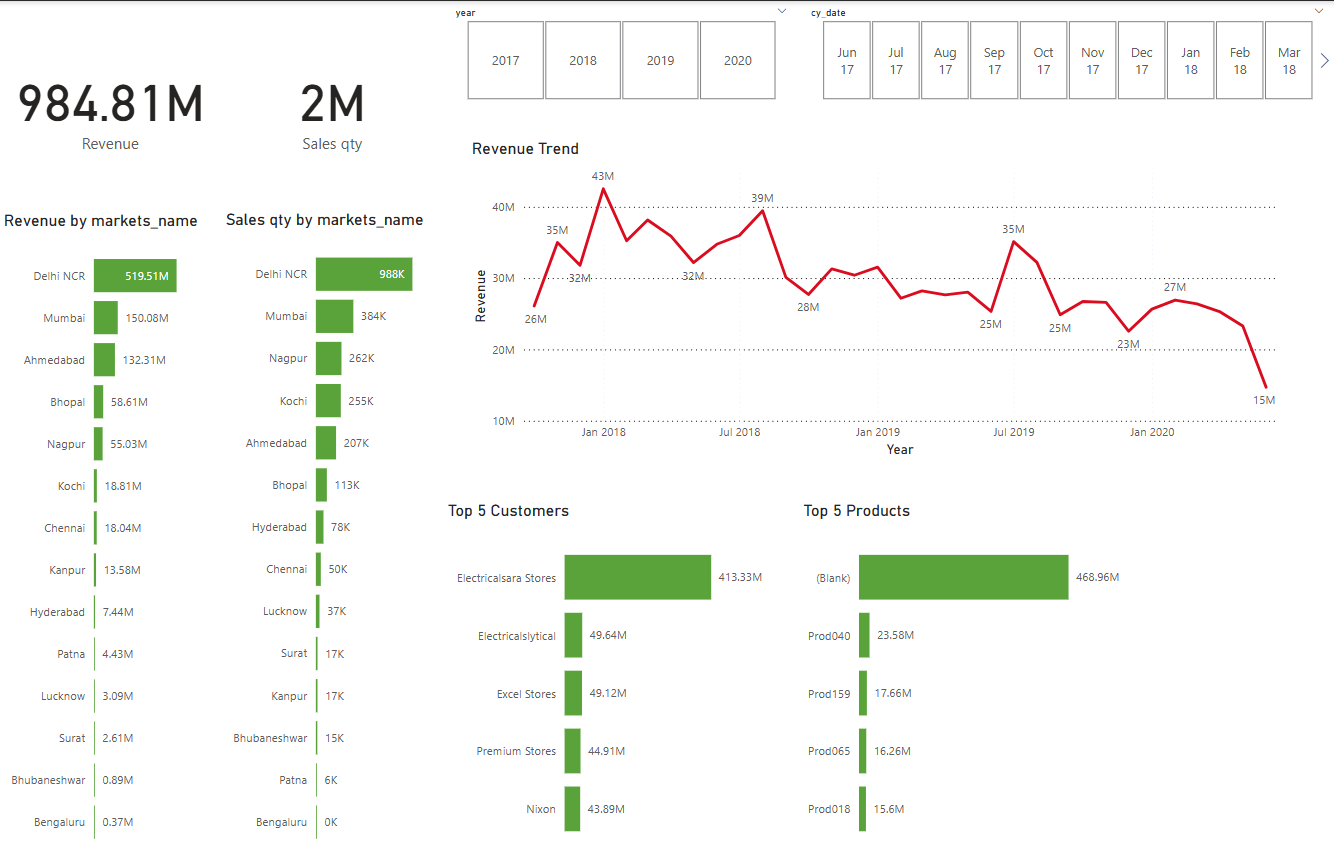 year
2017
2018
2019
2020
cy_date
Jun
17
Jul
17
Aug
17
Sep
17
Oct
17
Nov
17
Dec
17
Jan
18
Feb
18
Mar
18
984.81M
Revenue
2M
Sales qty
Revenue by markets_name
Delhi NCR 519.51M
Mumbai 150.08M
Ahmedabad 132.31M
Bhopal 58.61M
Nagpur 55.03M
Kochi 18.81M
Chennai 18.04M
Kanpur 13.58M
Hyderabad 7.44M
Patna 4.43M
Lucknow 3.09M
Surat 2.61M
Bhubaneshwar 0.89M
Bengaluru 0.37M
Sales qty by markets_name
Delhi NCR 988K
Mumbai 384K
Nagpur 262K
Kochi 255K
Ahmedabad 207K
Bhopal 113K
Hyderabad 78K
Chennai 50K
Lucknow 37K
Surat 17K
Kanpur 17K
Bhubaneshwar 15K
Patna 6K
Bengaluru 0K
Revenue Trend
Revenue
40M
30M
20M
10M
26M
35M
32M
43M
32M
39M
28M
25M
35M
25M
23M
27M
15M
Jan 2018
Jul 2018
Jan 2019
Jul 2019
Jan 2020
Year
Top 5 Customers
Electricalsara Stores 413.33M
Electricalslytical 49.64M
Excel Stores 49.12M
Premium Stores 44.91M
Nixon 43.89M
Top 5 Products
(Blank) 468.96M
Prod040 23.58M
Prod159 17.66M
Prod065 16.26M
Prod018 15.6M